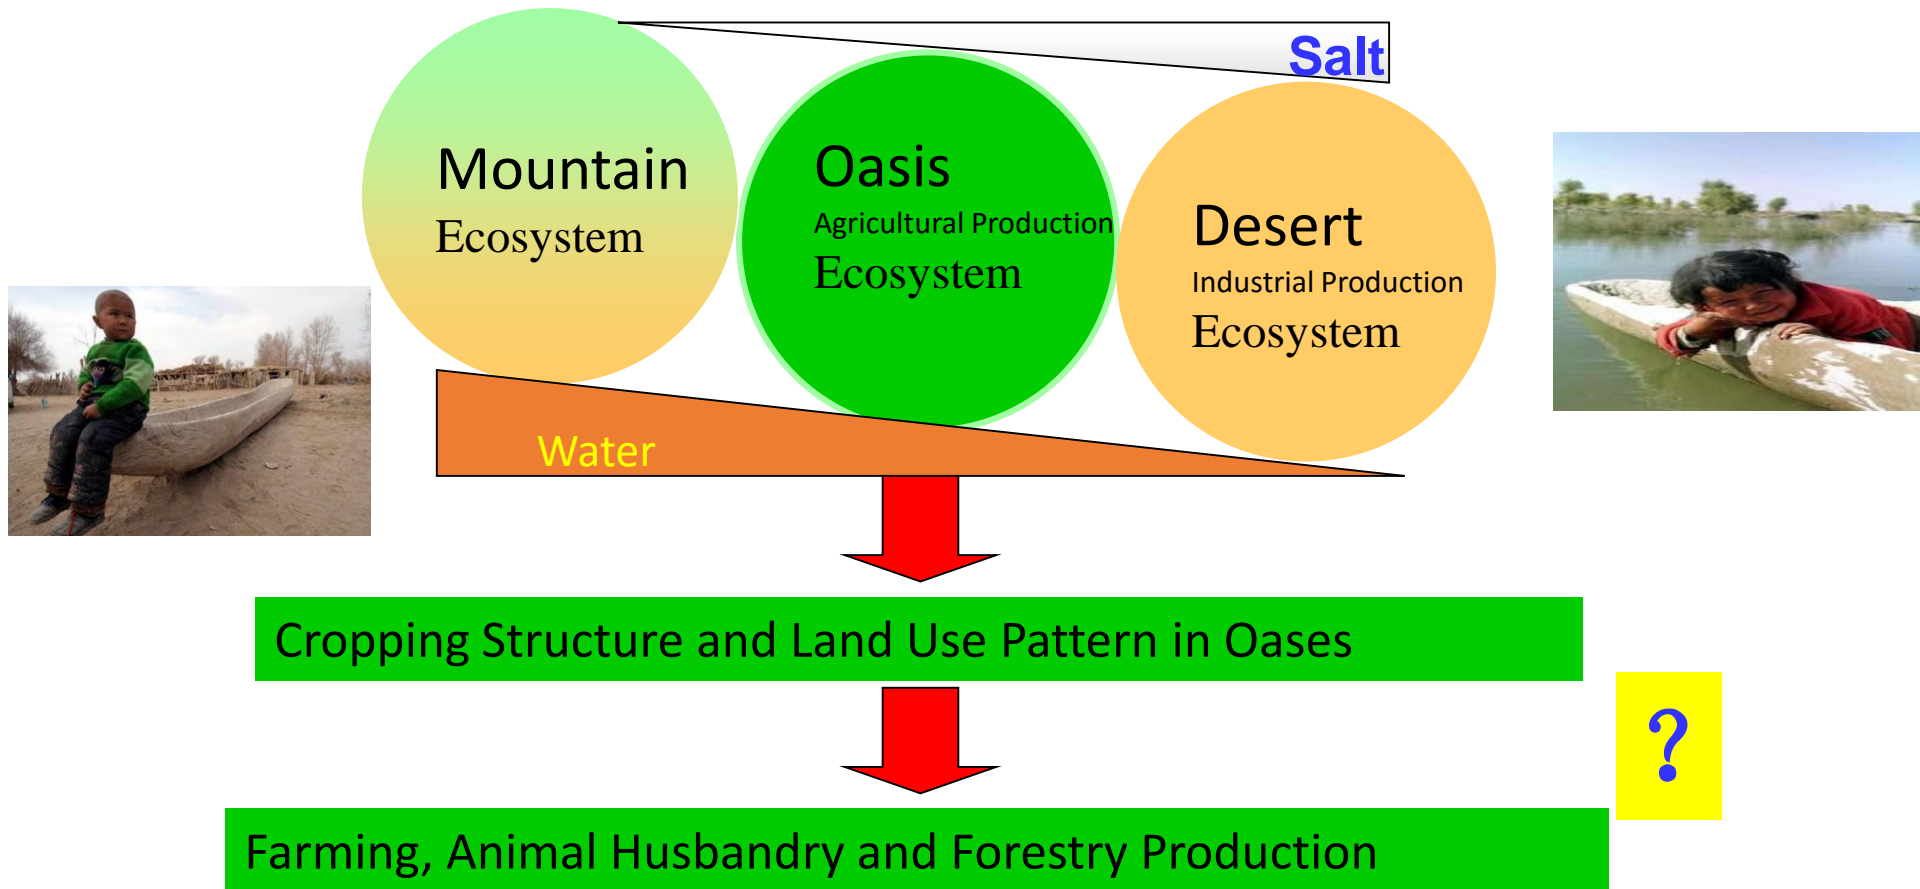 Salt
Mountain
Ecosystem
Oasis
Agricultural Production
Ecosystem
Desert
Industrial Production
Ecosystem
Water
Cropping Structure and Land Use Pattern in Oases
?
Farming, Animal Husbandry and Forestry Production